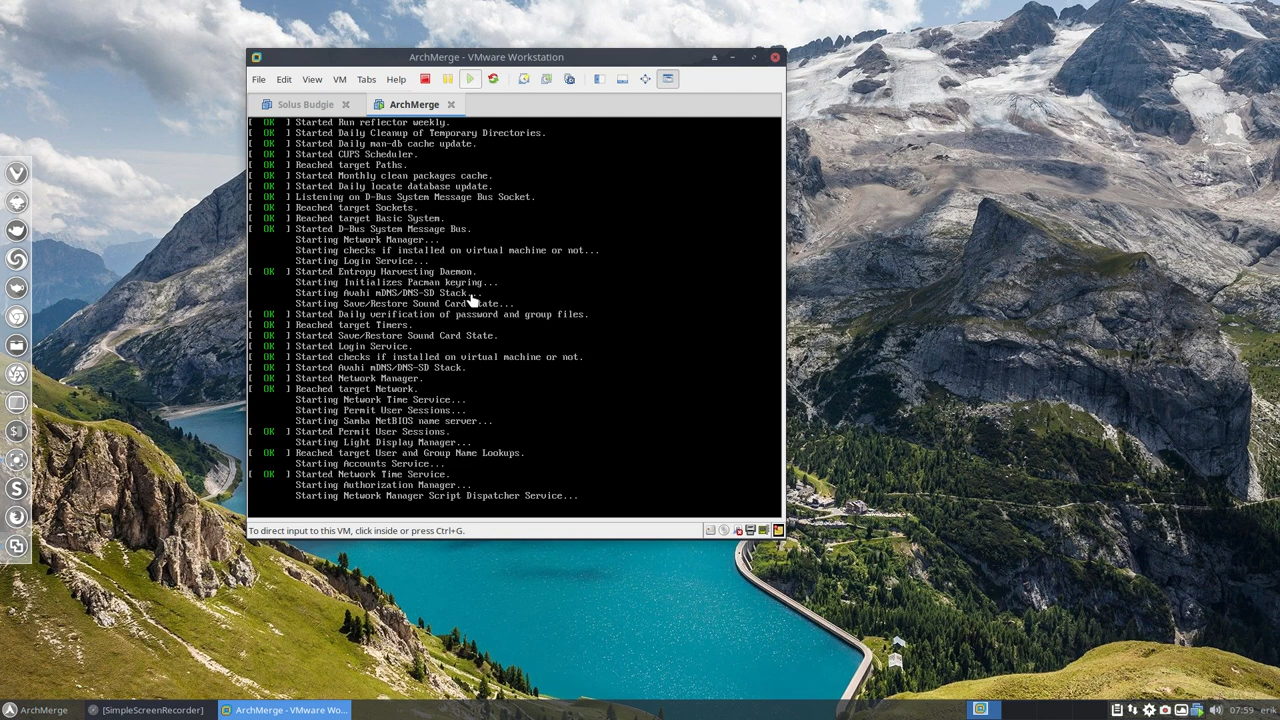 ArchMerge - VMware Workstation
File Edit View VM Tabs Help
Solus Budgie ArchMerge
[ OK ] Started Run reflector weekly.
[ OK ] Started Daily Cleanup of Temporary Directories.
[ OK ] Started Daily man-db cache update.
[ OK ] Started CUPS Scheduler.
[ OK ] Reached target Paths.
[ OK ] Started Monthly clean packages cache.
[ OK ] Started Daily locate database update.
[ OK ] Listening on D-Bus System Message Bus Socket.
[ OK ] Reached target Sockets.
[ OK ] Reached target Basic System.
[ OK ] Started D-Bus System Message Bus.
Starting Network Manager...
Starting checks if installed on virtual machine or not...
Starting Login Service...
[ OK ] Started Entropy Harvesting Daemon.
Starting Initializes Pacman keyring...
Starting Avahi mDNS/DNS-SD Stack...
Starting Save/Restore Sound Card State...
[ OK ] Started Daily verification of password and group files.
[ OK ] Reached target Timers.
[ OK ] Started Save/Restore Sound Card State.
[ OK ] Started Login Service.
[ OK ] Started checks if installed on virtual machine or not.
[ OK ] Started Avahi mDNS/DNS-SD Stack.
[ OK ] Started Network Manager.
[ OK ] Reached target Network.
Starting Network Time Service...
Starting Permit User Sessions...
Starting Samba NetBIOS name server...
[ OK ] Started Permit User Sessions.
Starting Light Display Manager...
[ OK ] Reached target User and Group Name Lookups.
Starting Accounts Service...
[ OK ] Started Network Time Service.
Starting Authorization Manager...
Starting Network Manager Script Dispatcher Service...
To direct input to this VM, click inside or press Ctrl+G.
ArchMerge [SimpleScreenRecorder] ArchMerge - VMware Wo... 07:59 erik